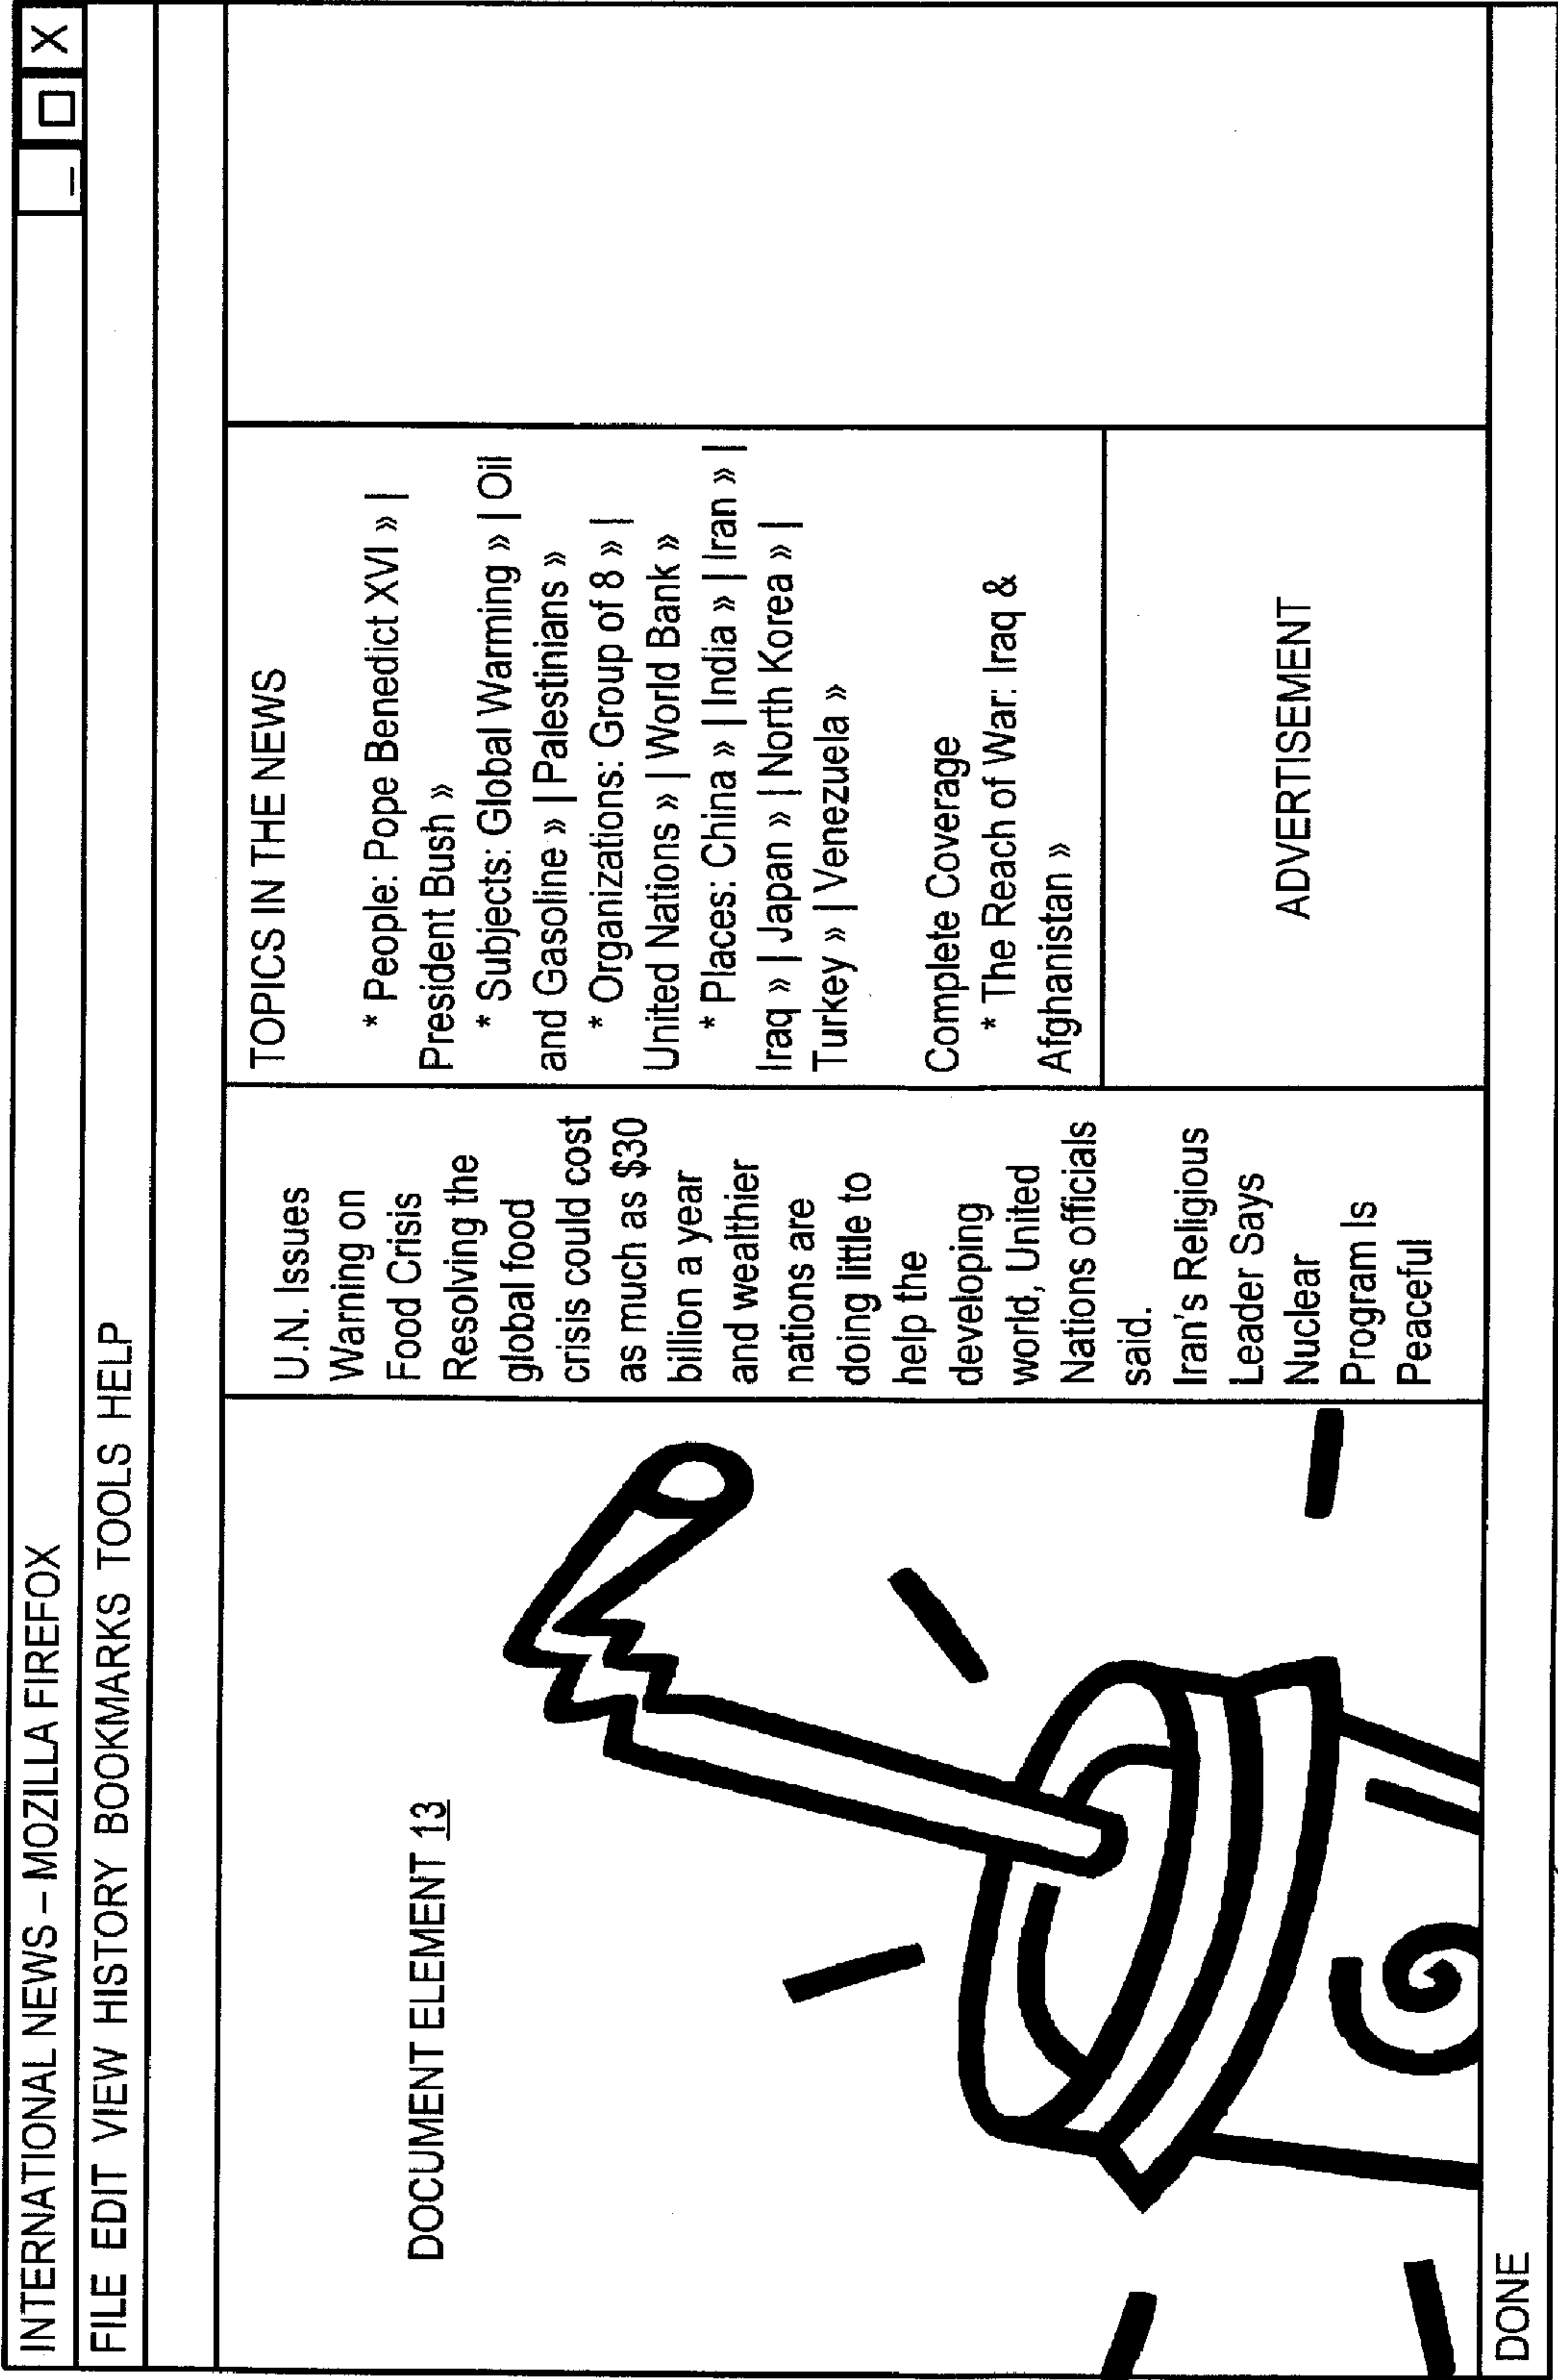 INTERNATIONAL NEWS – MOZILLA FIREFOX
_ □ X
FILE EDIT VIEW HISTORY BOOKMARKS TOOLS HELP
DOCUMENT ELEMENT 13
U.N. Issues
Warning on
Food Crisis
Resolving the
global food
crisis could cost
as much as $30
billion a year
and wealthier
nations are
doing little to
help the
developing
world, United
Nations officials
said.
Iran's Religious
Leader Says
Nuclear
Program Is
Peaceful
TOPICS IN THE NEWS
* People: Pope Benedict XVI » |
President Bush »
* Subjects: Global Warming » | Oil
and Gasoline » | Palestinians »
* Organizations: Group of 8 » |
United Nations » | World Bank »
* Places: China » | India » | Iran » |
Iraq » | Japan » | North Korea » |
Turkey » | Venezuela »
Complete Coverage
* The Reach of War: Iraq &
Afghanistan »
ADVERTISEMENT
DONE